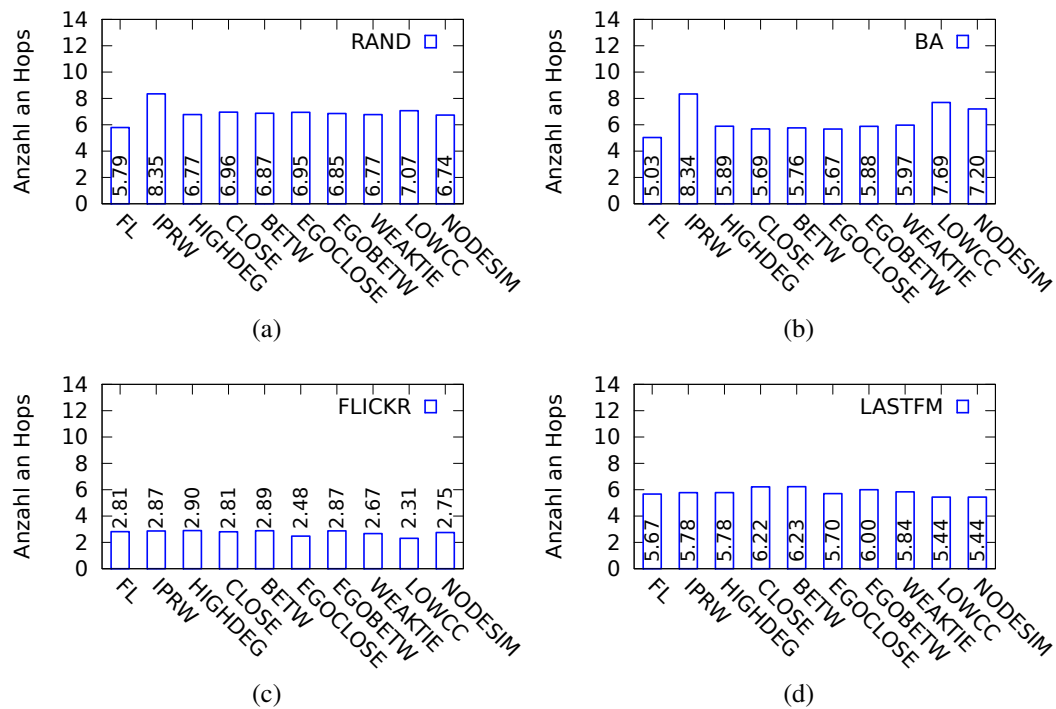 14
12
10
8
6
4
2
0
Anzahl an Hops
RAND
5.79
8.35
6.77
6.96
6.87
6.95
6.85
6.77
7.07
6.74
FL
IPRW
HIGHDEG
CLOSE
BETW
EGOCLOSE
EGOBETW
WEAKTIE
LOWCC
NODESIM
(a)
14
12
10
8
6
4
2
0
Anzahl an Hops
BA
5.03
8.34
5.89
5.69
5.76
5.67
5.88
5.97
7.69
7.20
FL
IPRW
HIGHDEG
CLOSE
BETW
EGOCLOSE
EGOBETW
WEAKTIE
LOWCC
NODESIM
(b)
14
12
10
8
6
4
2
0
Anzahl an Hops
FLICKR
2.81
2.87
2.90
2.81
2.89
2.48
2.87
2.67
2.31
2.75
FL
IPRW
HIGHDEG
CLOSE
BETW
EGOCLOSE
EGOBETW
WEAKTIE
LOWCC
NODESIM
(c)
14
12
10
8
6
4
2
0
Anzahl an Hops
LASTFM
5.67
5.78
5.78
6.22
6.23
5.70
6.00
5.84
5.44
5.44
FL
IPRW
HIGHDEG
CLOSE
BETW
EGOCLOSE
EGOBETW
WEAKTIE
LOWCC
NODESIM
(d)